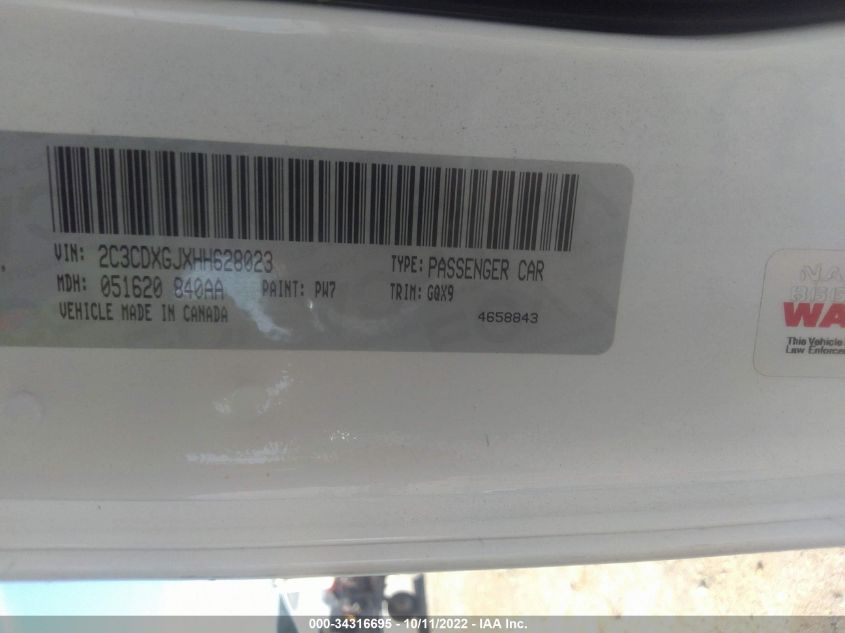 VIN: 2C3CDXGJXHH628023 TYPE: PASSENGER CAR
MDH: 051620 840AA PAINT: PW7 TRIM: GQX9
VEHICLE MADE IN CANADA 4658843
WA
This Vehicle
Law Enforce
000-34316695 - 10/11/2022 - IAA Inc.